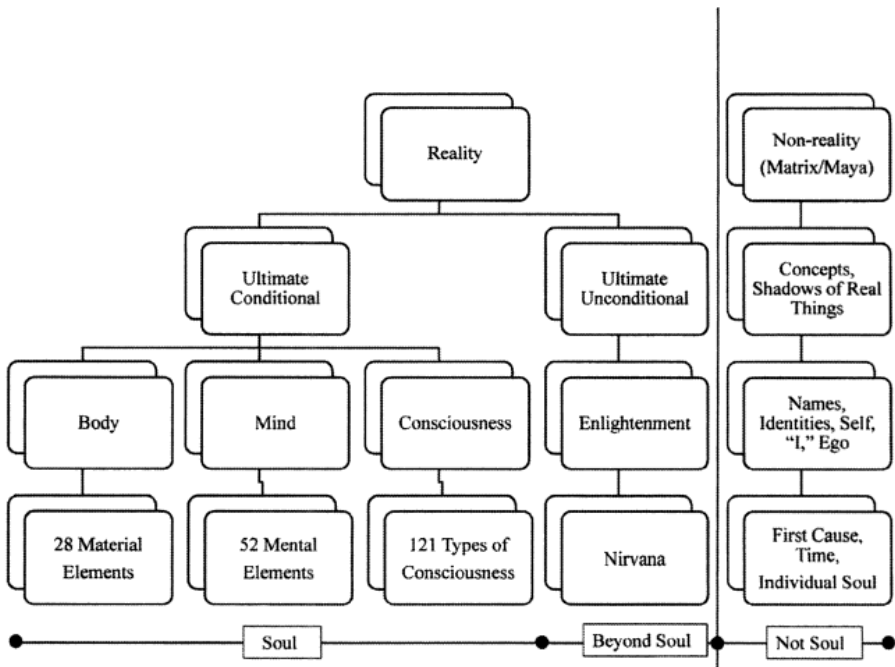 Reality
Non-reality
(Matrix/Maya)
Ultimate
Conditional
Ultimate
Unconditional
Concepts,
Shadows of Real
Things
Body
Mind
Consciousness
Enlightenment
Names,
Identities, Self,
“I,” Ego
28 Material
Elements
52 Mental
Elements
121 Types of
Consciousness
Nirvana
First Cause,
Time,
Individual Soul
Soul
Beyond Soul
Not Soul